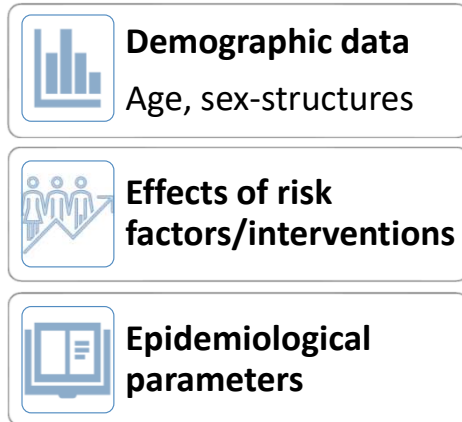 Demographic data
Age, sex-structures
Effects of risk
factors/interventions
Epidemiological
parameters